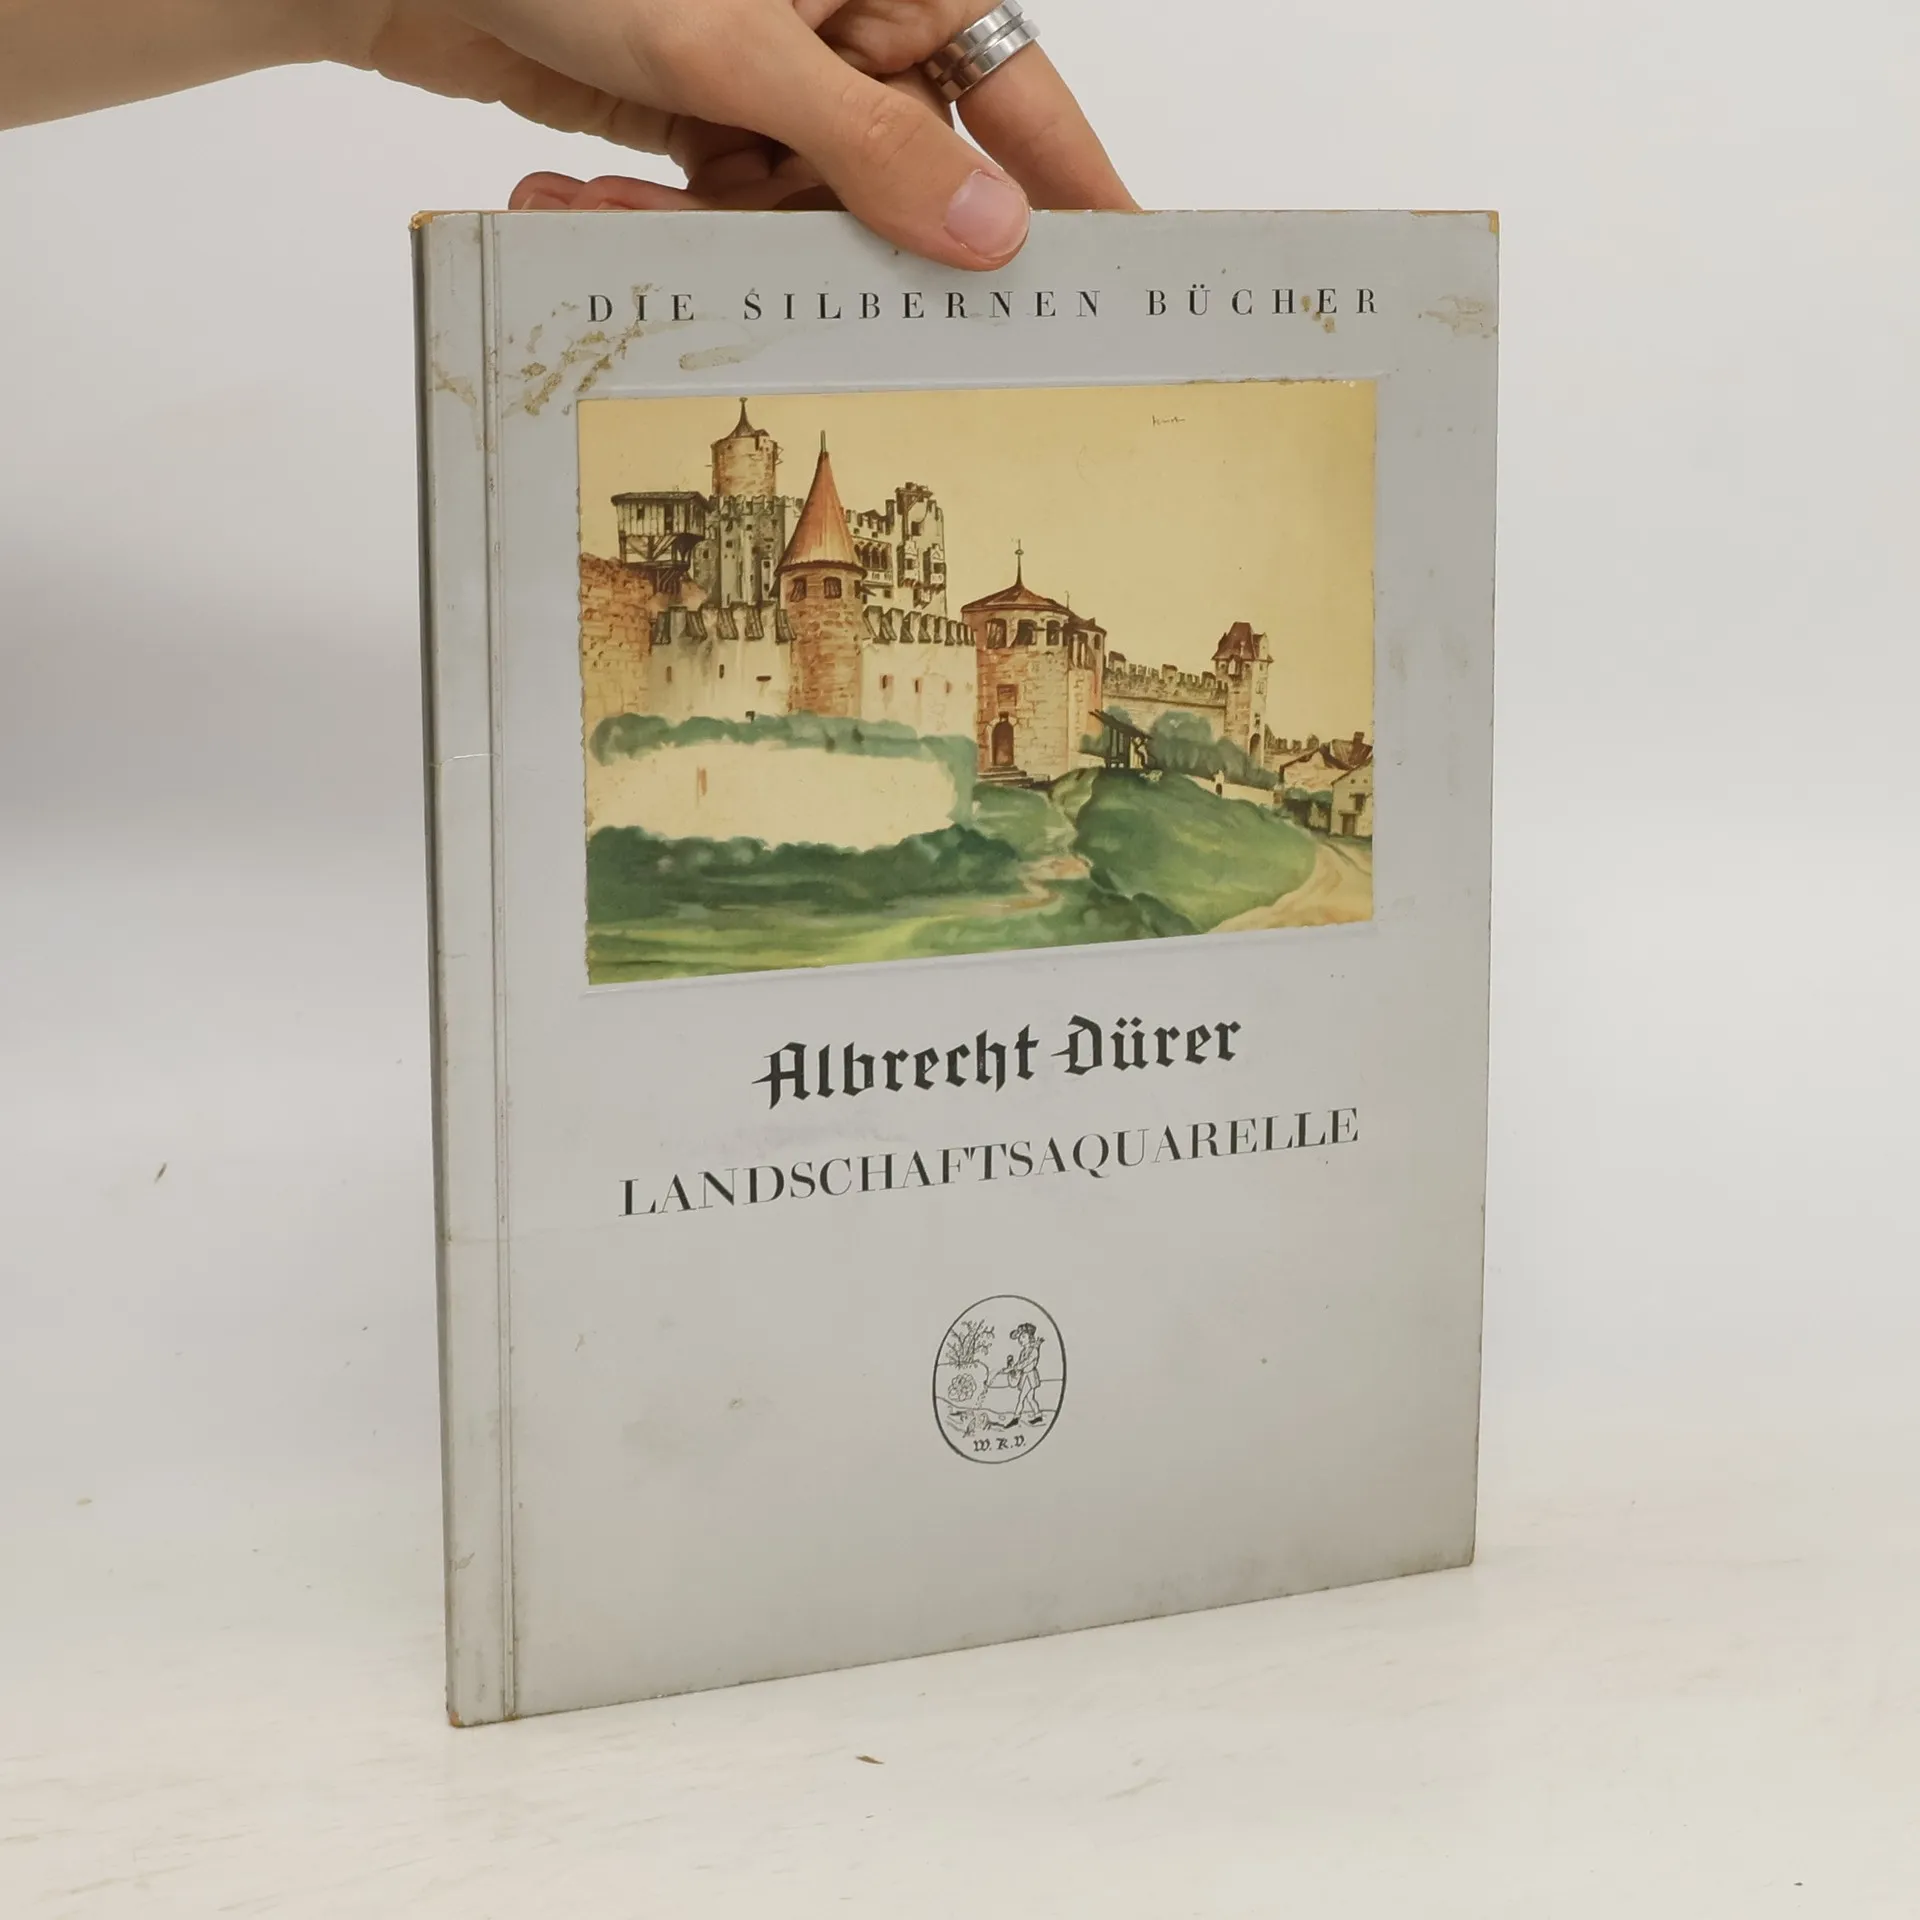 DIE SILBERNEN BÜCHER
Albrecht Dürer
LANDSCHAFTSAQUARELLE
W. K. V.